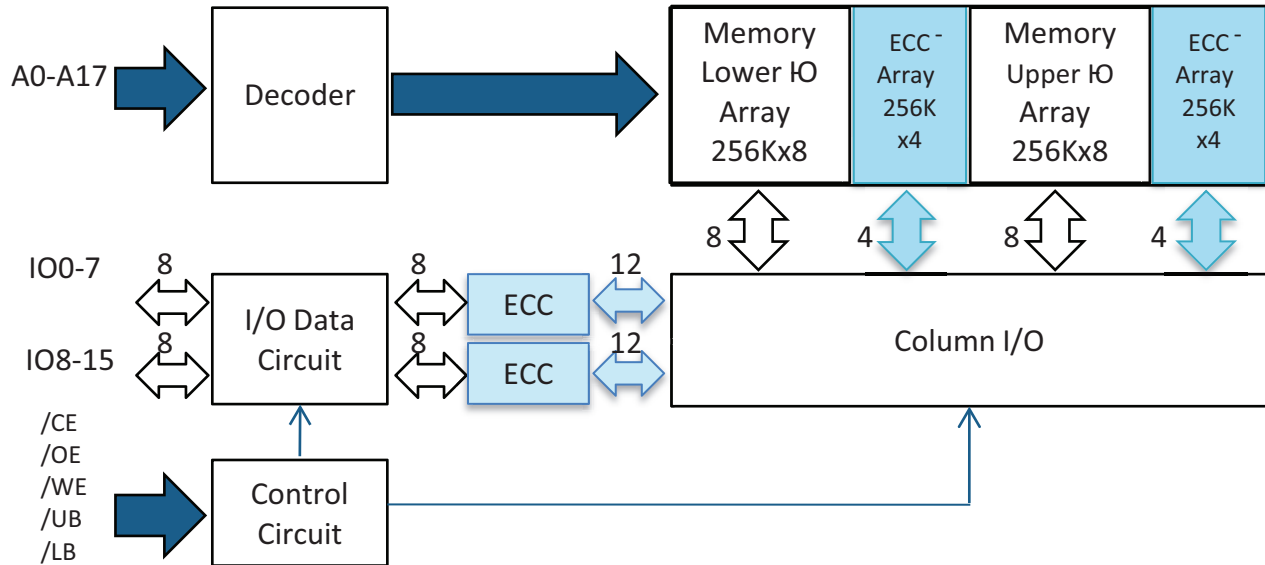 A0-A17
Decoder
Memory
Lower IO
Array
256Kx8
ECC -
Array
256K
x4
Memory
Upper IO
Array
256Kx8
ECC -
Array
256K
x4
8
4
8
4
IO0-7
8
8
12
I/O Data
Circuit
ECC
IO8-15
8
8
12
ECC
Column I/O
/CE
/OE
/WE
/UB
/LB
Control
Circuit